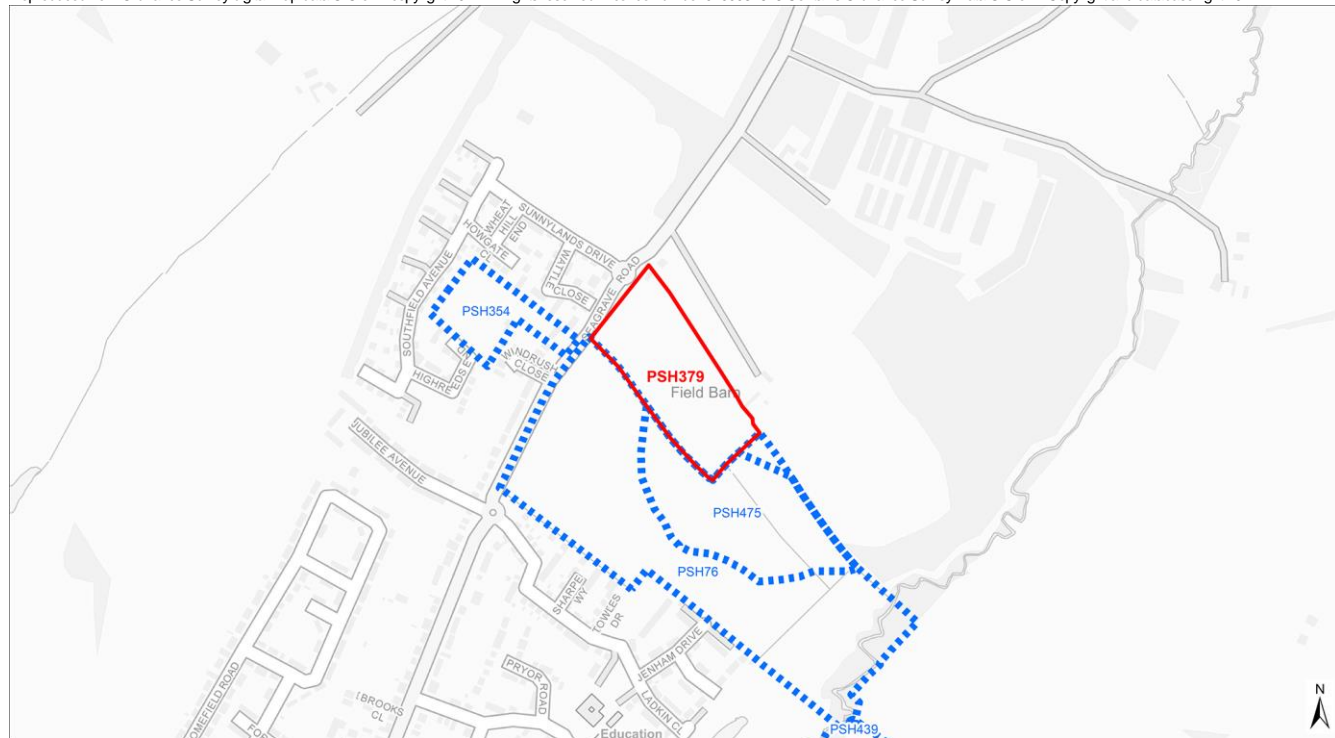 SUNNYLANDS DRIVE
WHEAT
HILL
END
HOWGATE
CL
WATTLE
CLOSE
SEAGRAVE ROAD
SOUTHFIELD AVENUE
PSH354
WINDRUSH
CLOSE
PSH379
Field Barn
JUBILEE AVENUE
PSH475
PSH76
SHARPE
WY
TOWLES
DR
JENHAM DRIVE
PRYOR ROAD
LADKIN CL
HOMEFIELD ROAD
BROOKS
CL
Education
PSH439
N